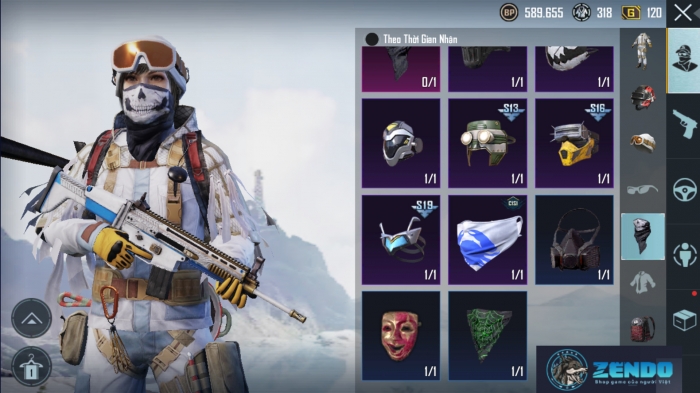 BP 589.655 318 G 120
Theo Thời Gian Nhận
0/1 1/1 1/1
S13 S16
1/1 1/1 1/1
S19 C1S1
1/1 1/1 1/1
1/1 1/1
ZENDO
Shop game của người Việt